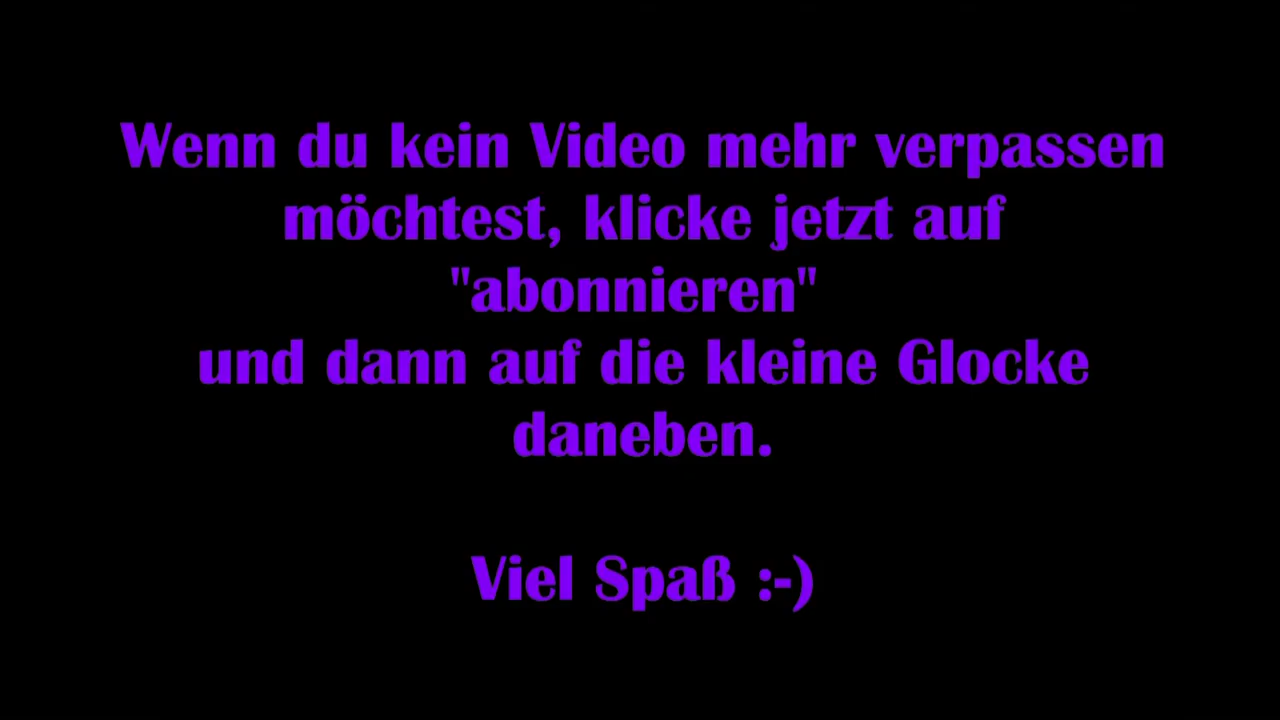 Wenn du kein Video mehr verpassen
möchtest, klicke jetzt auf
"abonnieren"
und dann auf die kleine Glocke
daneben.
Viel Spaß :-)